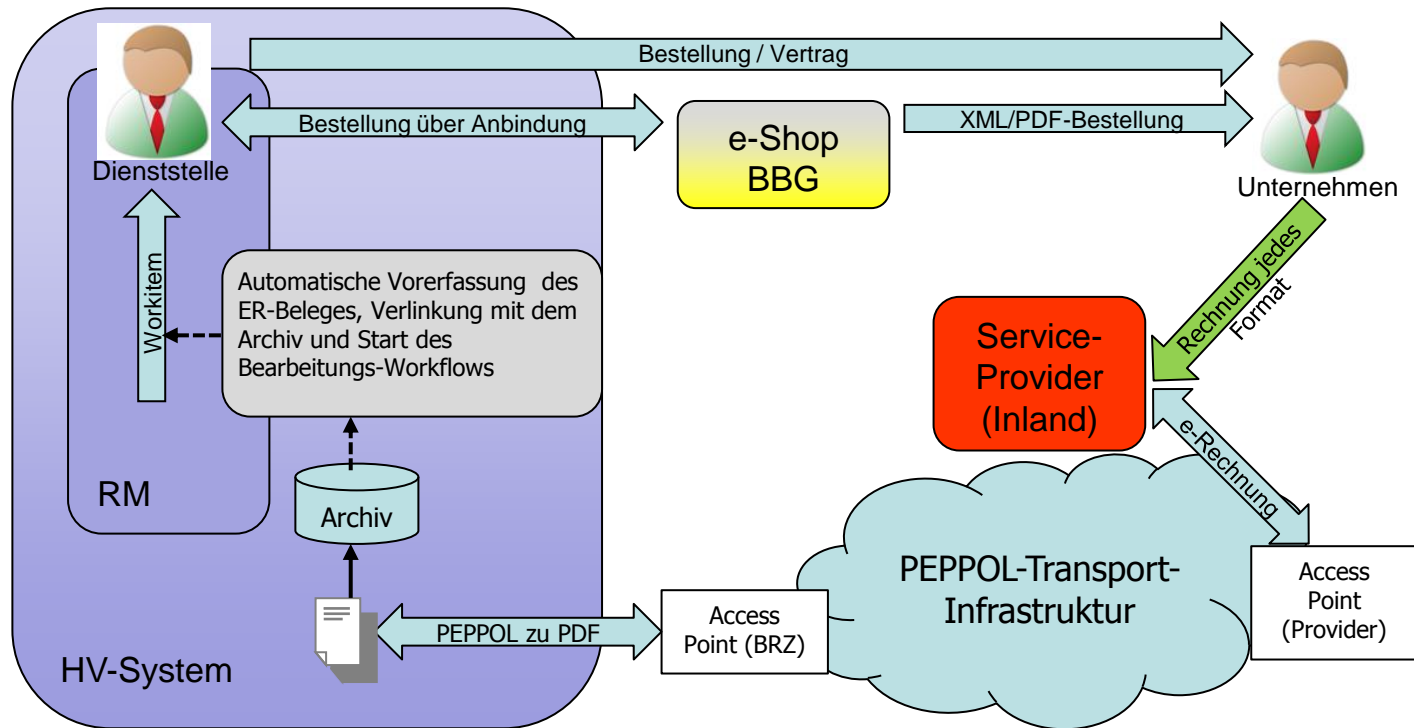 Bestellung / Vertrag
Bestellung über Anbindung
XML/PDF-Bestellung
e-Shop
BBG
Dienststelle
Unternehmen
Workitem
Automatische Vorerfassung des
ER-Beleges, Verlinkung mit dem
Archiv und Start des
Bearbeitungs-Workflows
Rechnung jedes
Format
Service-
Provider
(Inland)
e-Rechnung
RM
Archiv
PEPPOL-Transport-
Infrastruktur
Access
Point
(Provider)
Access
Point (BRZ)
PEPPOL zu PDF
HV-System